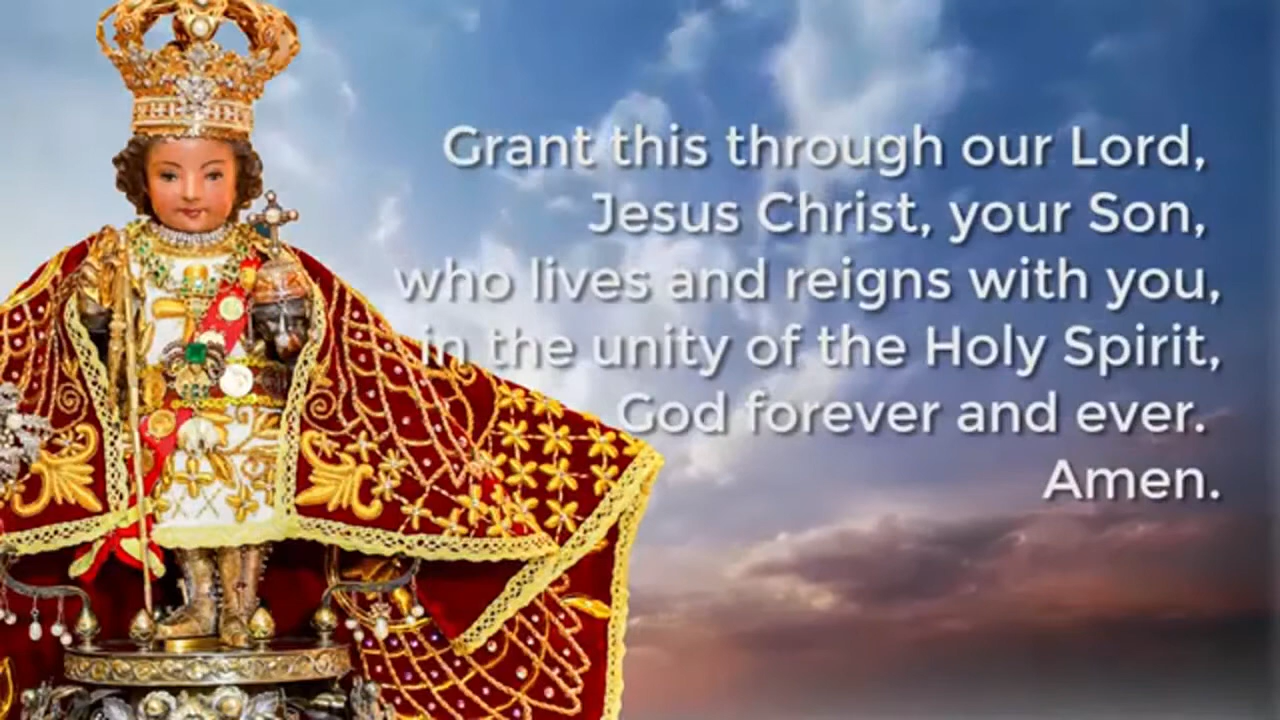 Grant this through our Lord,
Jesus Christ, your Son,
who lives and reigns with you,
in the unity of the Holy Spirit,
God forever and ever.
Amen.